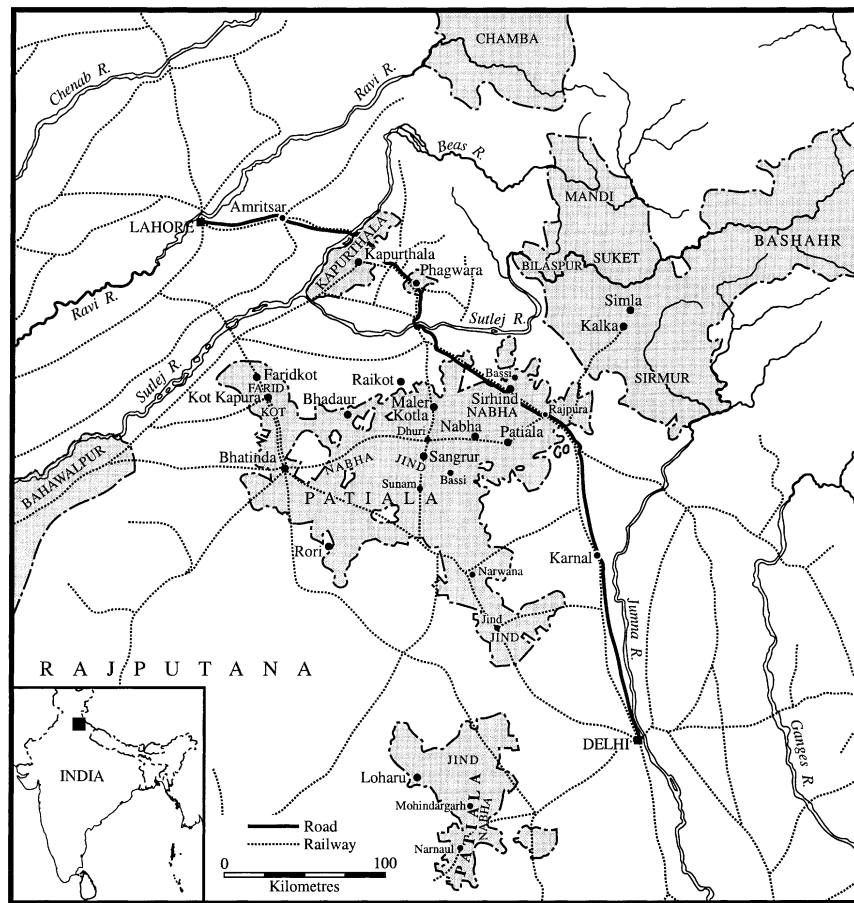 CHAMBA
Chenab R.
Ravi R.
Beas R.
Amritsar
LAHORE
MANDI
KAPURTHALA
Kapurthala
BASHAHR
BILASPUR
SUKET
Phagwara
Ravi R.
Simla
Sutlej R.
Kalka
Sutlej R.
SIRMUR
Faridkot
Raikot
Bassi
FARID
KOT
Kot Kapura
Bhadaur
Maler
Kotla
Sirhind
NABHA
Rajpura
Dhuri
Nabha
Patiala
Bhatinda
NABHA
JIND
Sangrur
BAHAWALPUR
Bassi
Sunam
PATIALA
Rori
Karnal
Narwana
Jumna R.
Jind
JIND
RAJPUTANA
DELHI
Ganges R.
JIND
INDIA
Loharu
PATIALA
Mohindargarh
NABHA
Road
Railway
Narnaul
0 100
Kilometres